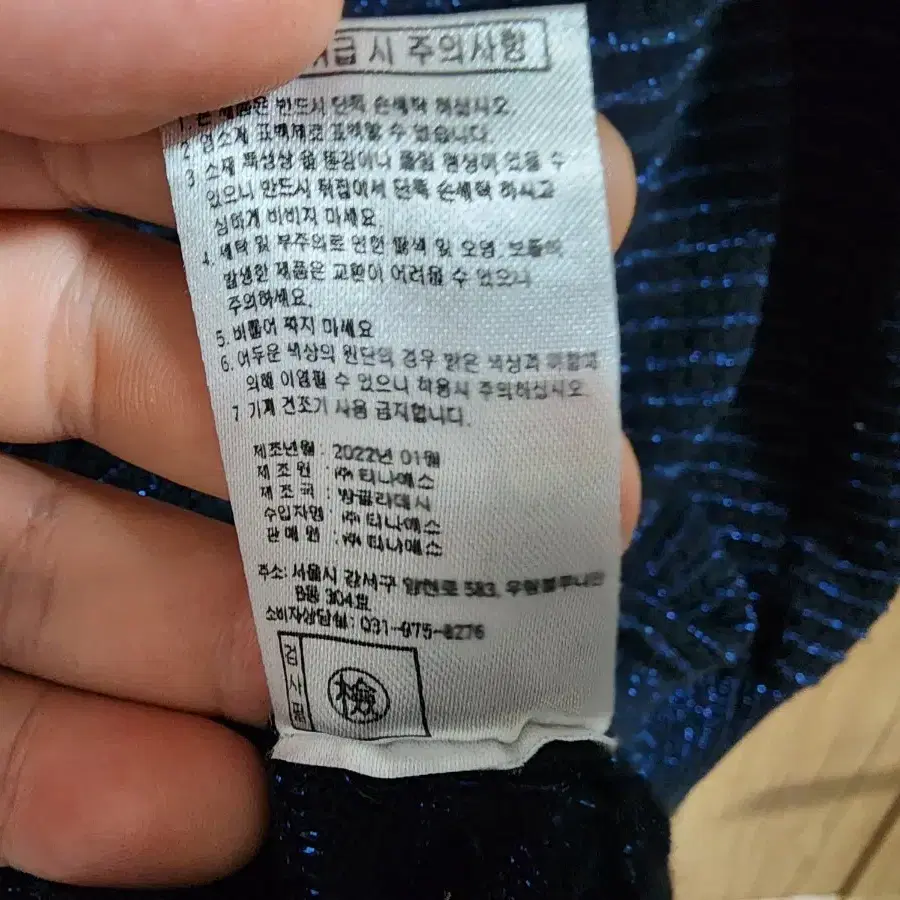 급 시 주의사항
1. 본 제품은 반드시 단독 손세탁 하십시오.
2 염소계 표백제로 표백할 수 없습니다.
3 소재 특성상 올 뜯김이나 풀림 현상이 있을 수
있으니 반드시 뒤집어서 단독 손세탁 하시고
심하게 비비지 마세요.
4. 세탁 및 부주의로 인한 탈색 및 오염, 보풀이
발생한 제품은 교환이 어려울 수 있으니
주의하세요.
5. 비틀어 짜지 마세요
6. 어두운 색상의 원단의 경우 밝은 색상과 마찰에
의해 이염될 수 있으니 착용시 주의하십시오
7 기계 건조기 사용 금지합니다.
제조년월 : 2022년 01월
제 조 원 : ㈜ 티나에스
제 조 국 : 방글라데시
수입자명 : ㈜ 티나에스
판 매 원 : ㈜ 티나에스
주소: 서울시 강서구 양천로 583,
B동 304호
소비자상담실: 031-975-8276
검사필
檢